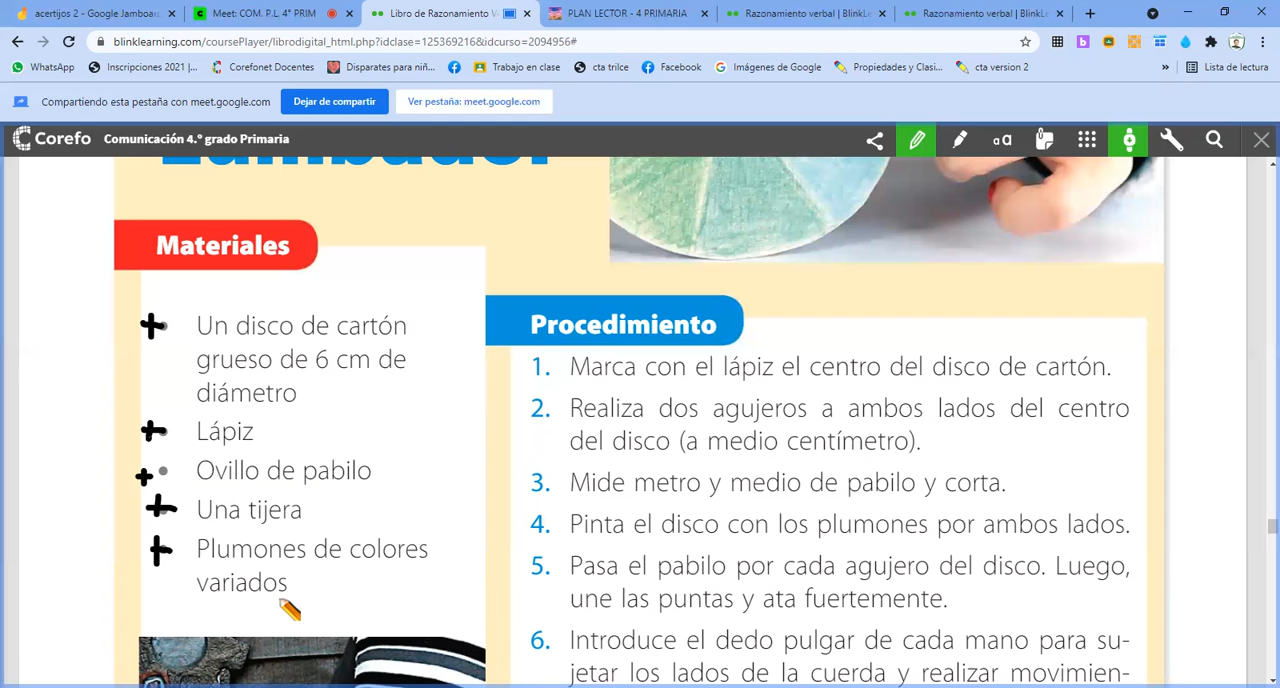 acertijos 2 - Google Jamboard
Meet: COM. P.L. 4° PRIM
Libro de Razonamiento V
PLAN LECTOR - 4 PRIMARIA
Razonamiento verbal | BlinkLe
Razonamiento verbal | BlinkLe
blinklearning.com/coursePlayer/librodigital_html.php?idclase=125369216&idcurso=2094956#
WhatsApp
Inscripciones 2021 |...
Corefonet Docentes
Disparates para niñ...
Trabajo en clase
cta trilce
Facebook
Imágenes de Google
Propiedades y Clasi...
cta version 2
»
Lista de lectura
Compartiendo esta pestaña con meet.google.com
Dejar de compartir
Ver pestaña: meet.google.com
Corefo
Comunicación 4.º grado Primaria
aa
Materiales
Un disco de cartón
grueso de 6 cm de
diámetro
Lápiz
Ovillo de pabilo
Una tijera
Plumones de colores
variados
Procedimiento
1. Marca con el lápiz el centro del disco de cartón.
2. Realiza dos agujeros a ambos lados del centro
del disco (a medio centímetro).
3. Mide metro y medio de pabilo y corta.
4. Pinta el disco con los plumones por ambos lados.
5. Pasa el pabilo por cada agujero del disco. Luego,
une las puntas y ata fuertemente.
6. Introduce el dedo pulgar de cada mano para su-
jetar los lados de la cuerda y realizar movimien-